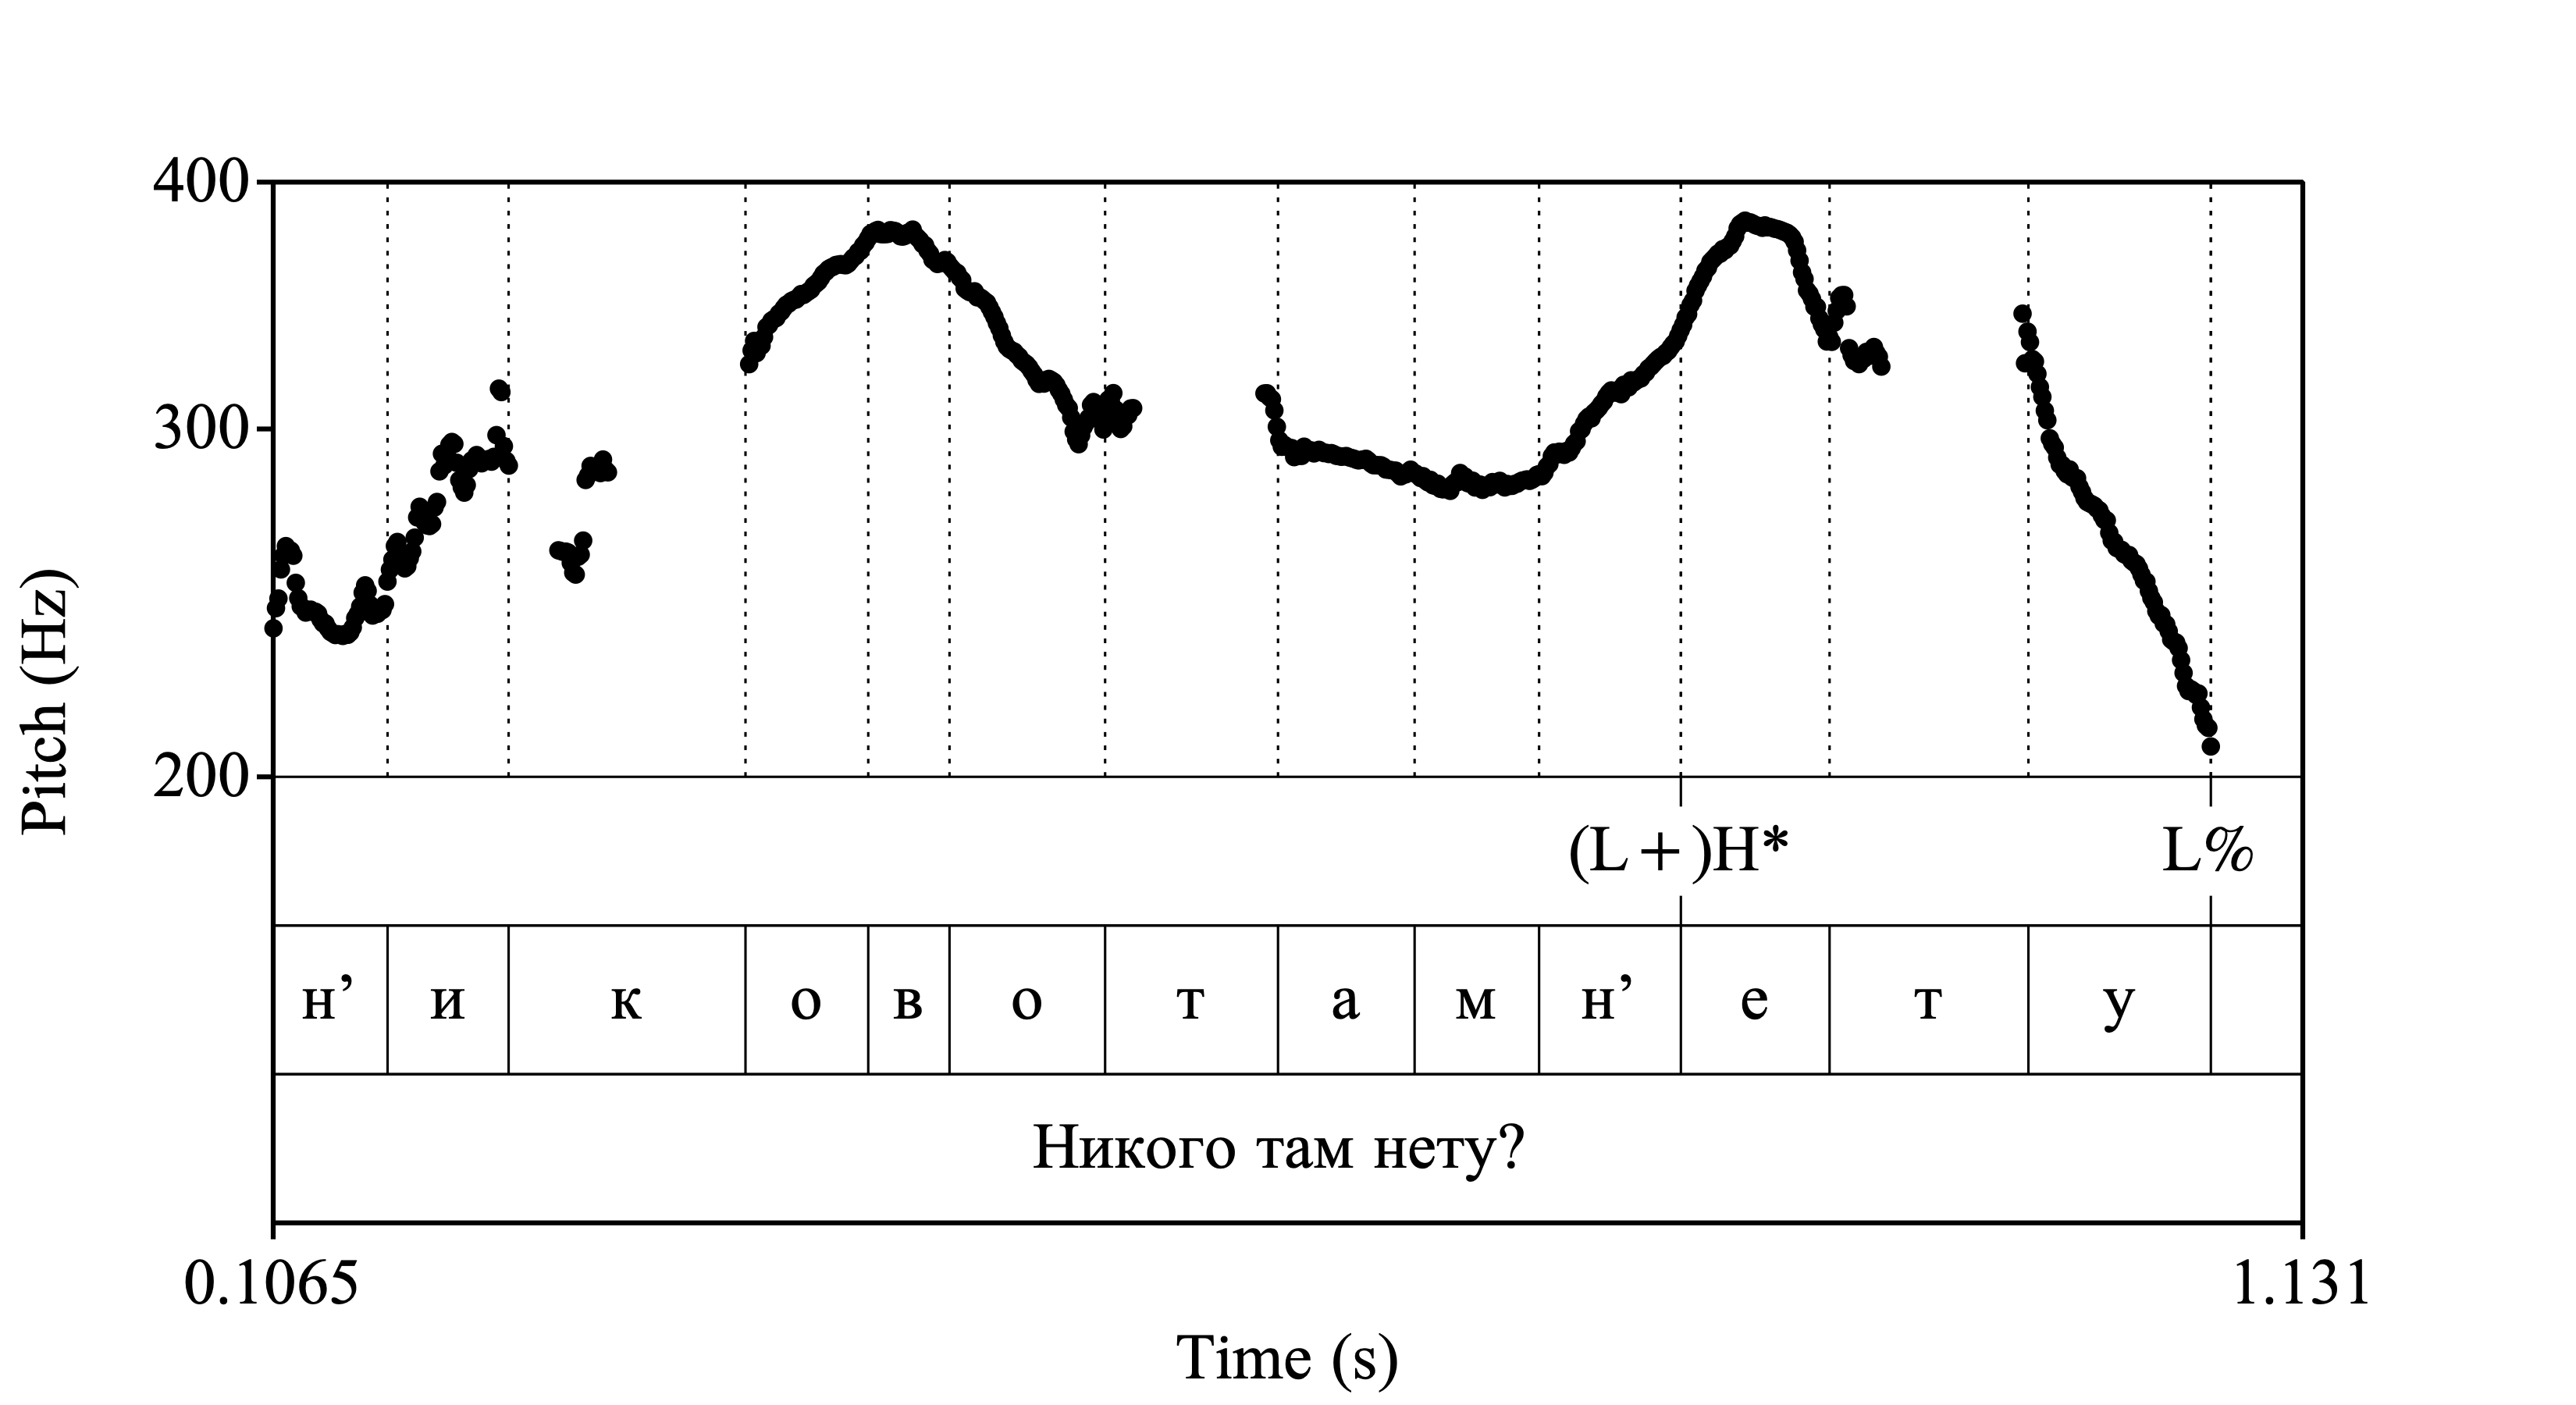 400
300
200
Pitch (Hz)
(L+)H* L%
н’ и к о в о т а м н’ е т у
Никого там нету?
0.1065 1.131
Time (s)